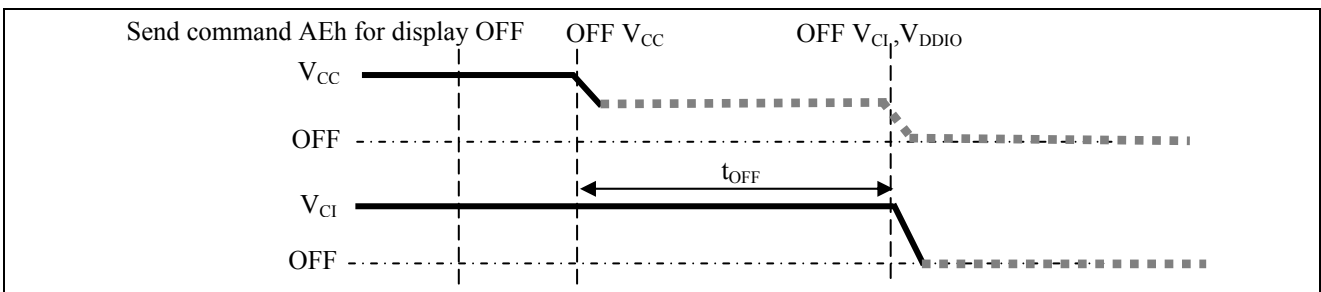 Send command AEh for display OFF OFF VCC OFF VCI ,VDDIO
VCC
OFF
tOFF
VCI
OFF